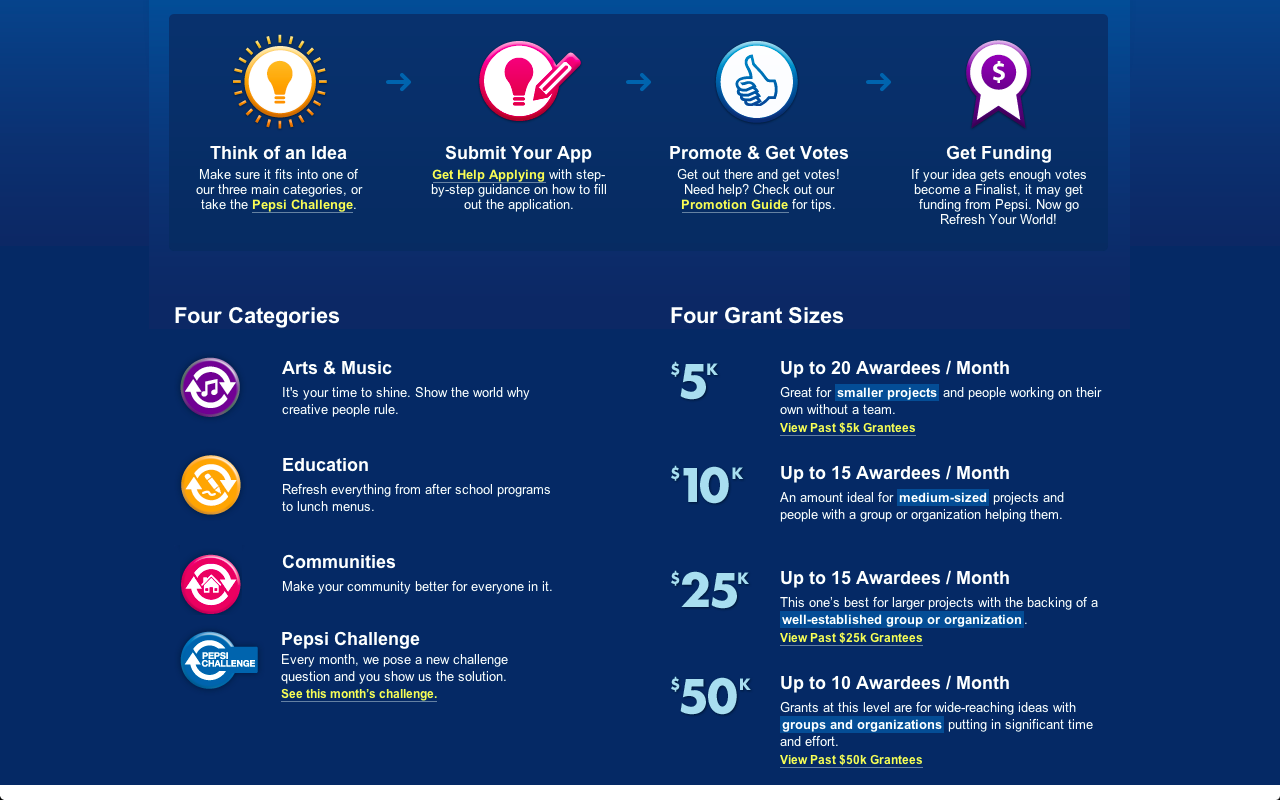 $
Think of an Idea
Make sure it fits into one of
our three main categories, or
take the Pepsi Challenge.
Submit Your App
Get Help Applying with step-
by-step guidance on how to fill
out the application.
Promote & Get Votes
Get out there and get votes!
Need help? Check out our
Promotion Guide for tips.
Get Funding
If your idea gets enough votes
become a Finalist, it may get
funding from Pepsi. Now go
Refresh Your World!
Four Categories
Arts & Music
It's your time to shine. Show the world why
creative people rule.
Education
Refresh everything from after school programs
to lunch menus.
Communities
Make your community better for everyone in it.
PEPSI
CHALLENGE
Pepsi Challenge
Every month, we pose a new challenge
question and you show us the solution.
See this month's challenge.
Four Grant Sizes
$5K
Up to 20 Awardees / Month
Great for smaller projects and people working on their
own without a team.
View Past $5k Grantees
$10K
Up to 15 Awardees / Month
An amount ideal for medium-sized projects and
people with a group or organization helping them.
$25K
Up to 15 Awardees / Month
This one's best for larger projects with the backing of a
well-established group or organization.
View Past $25k Grantees
$50K
Up to 10 Awardees / Month
Grants at this level are for wide-reaching ideas with
groups and organizations putting in significant time
and effort.
View Past $50k Grantees